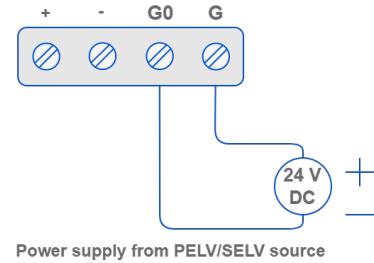 + - G0 G
24 V
DC
+
-
Power supply from PELV/SELV source